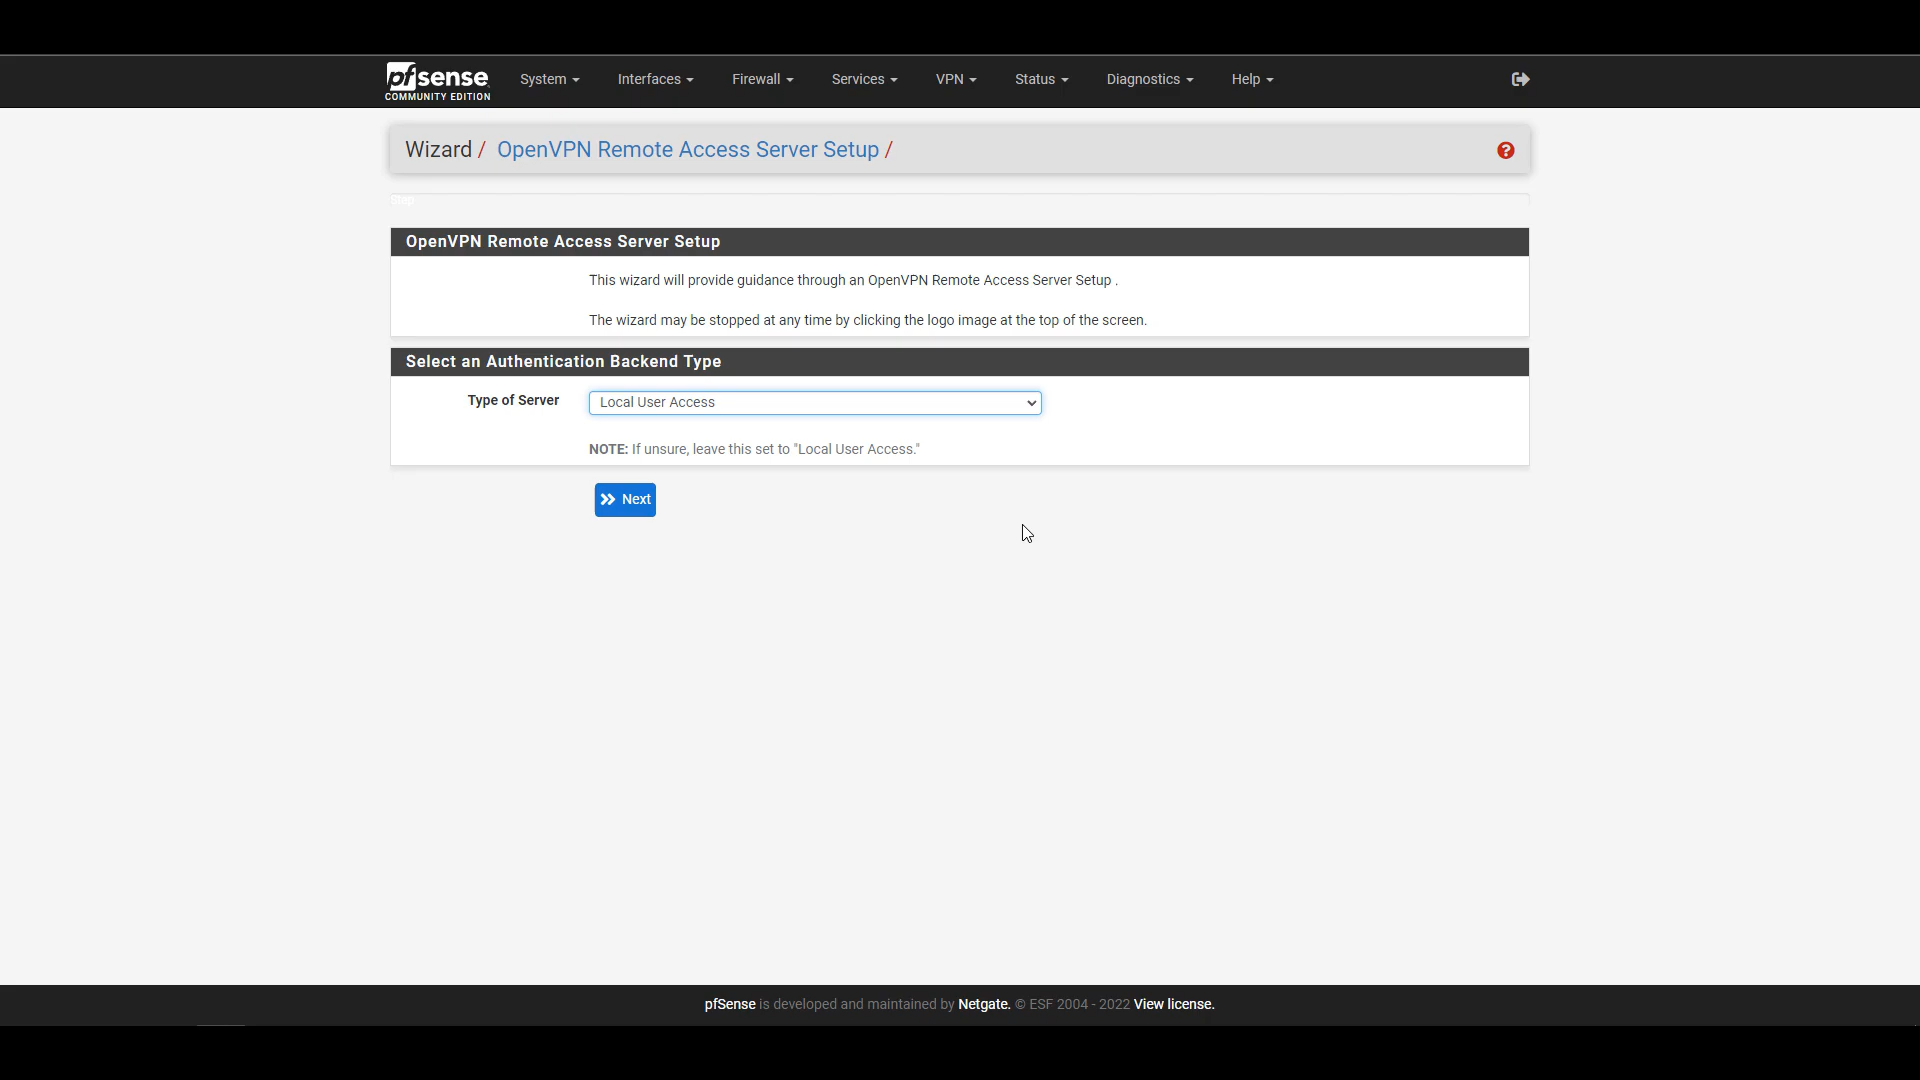 pfsense
COMMUNITY EDITION
System
Interfaces
Firewall
Services
VPN
Status
Diagnostics
Help
Wizard / OpenVPN Remote Access Server Setup /
Step
OpenVPN Remote Access Server Setup
This wizard will provide guidance through an OpenVPN Remote Access Server Setup .
The wizard may be stopped at any time by clicking the logo image at the top of the screen.
Select an Authentication Backend Type
Type of Server
Local User Access
NOTE: If unsure, leave this set to "Local User Access."
Next
pfSense is developed and maintained by Netgate. © ESF 2004 - 2022 View license.